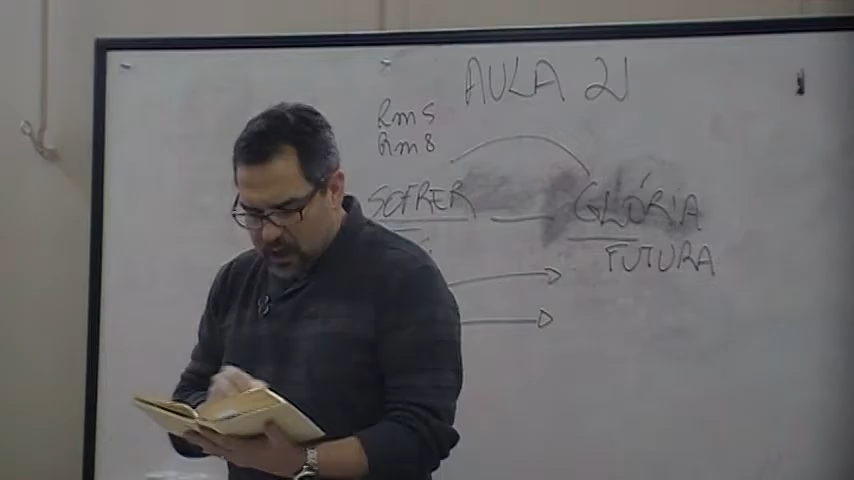 AULA 21
Rm 5
Rm 8
SOFRER — GLÓRIA
FUTURA